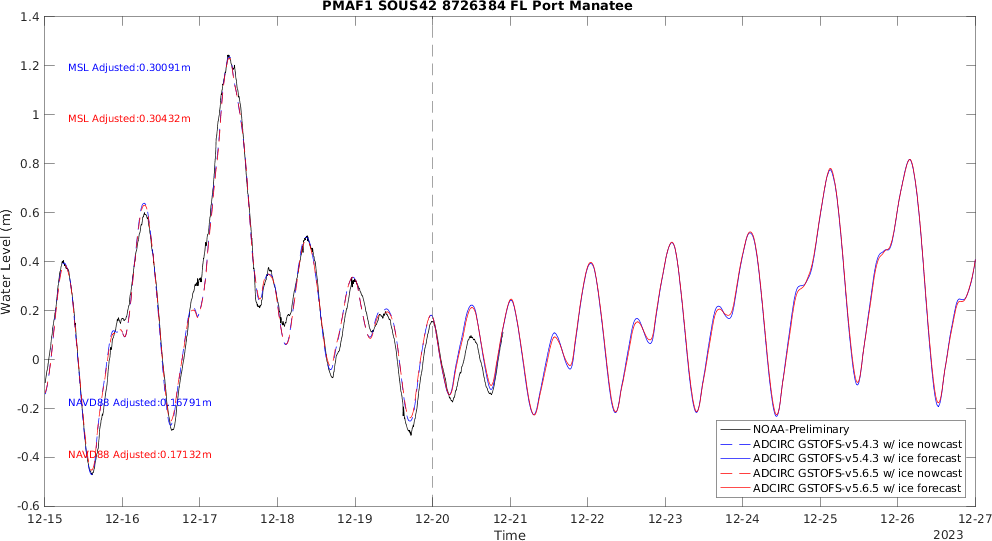 PMAF1 SOUS42 8726384 FL Port Manatee
1.4
1.2
1
0.8
0.6
0.4
0.2
0
-0.2
-0.4
-0.6
Water Level (m)
MSL Adjusted:0.30091m
MSL Adjusted:0.30432m
NAVD88 Adjusted:0.16791m
NAVD88 Adjusted:0.17132m
NOAA-Preliminary
ADCIRC GSTOFS-v5.4.3 w/ ice nowcast
ADCIRC GSTOFS-v5.4.3 w/ ice forecast
ADCIRC GSTOFS-v5.6.5 w/ ice nowcast
ADCIRC GSTOFS-v5.6.5 w/ ice forecast
12-15 12-16 12-17 12-18 12-19 12-20 12-21 12-22 12-23 12-24 12-25 12-26 12-27
Time
2023